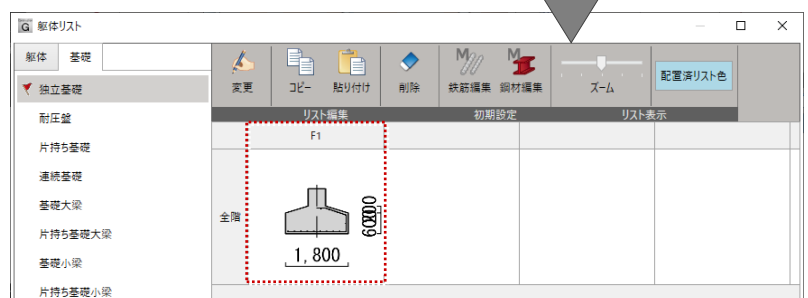 G 躯体リスト
躯体 基礎
変更 コピー 貼り付け 削除 鉄筋編集 鋼材編集 ズーム 配置済リスト色
リスト編集 初期設定 リスト表示
独立基礎
耐圧盤
片持ち基礎
連続基礎
基礎大梁
片持ち基礎大梁
基礎小梁
片持ち基礎小梁
F1
全階
1,800